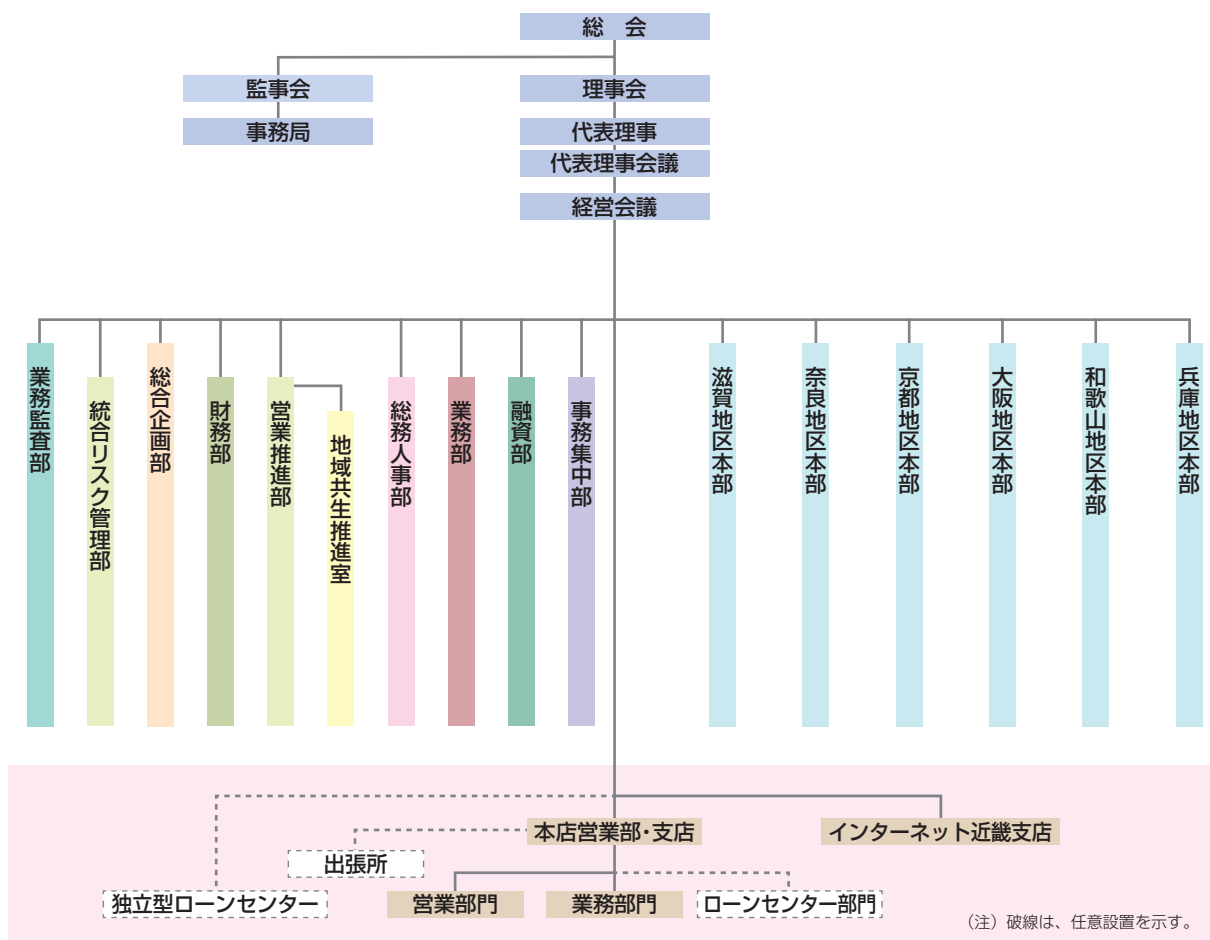 総　会
監事会
理事会
事務局
代表理事
代表理事会議
経営会議
業務監査部
統合リスク管理部
総合企画部
財務部
営業推進部
地域共生推進室
総務人事部
業務部
融資部
事務集中部
滋賀地区本部
奈良地区本部
京都地区本部
大阪地区本部
和歌山地区本部
兵庫地区本部
本店営業部・支店
インターネット近畿支店
出張所
独立型ローンセンター
営業部門
業務部門
ローンセンター部門
（注）破線は、任意設置を示す。